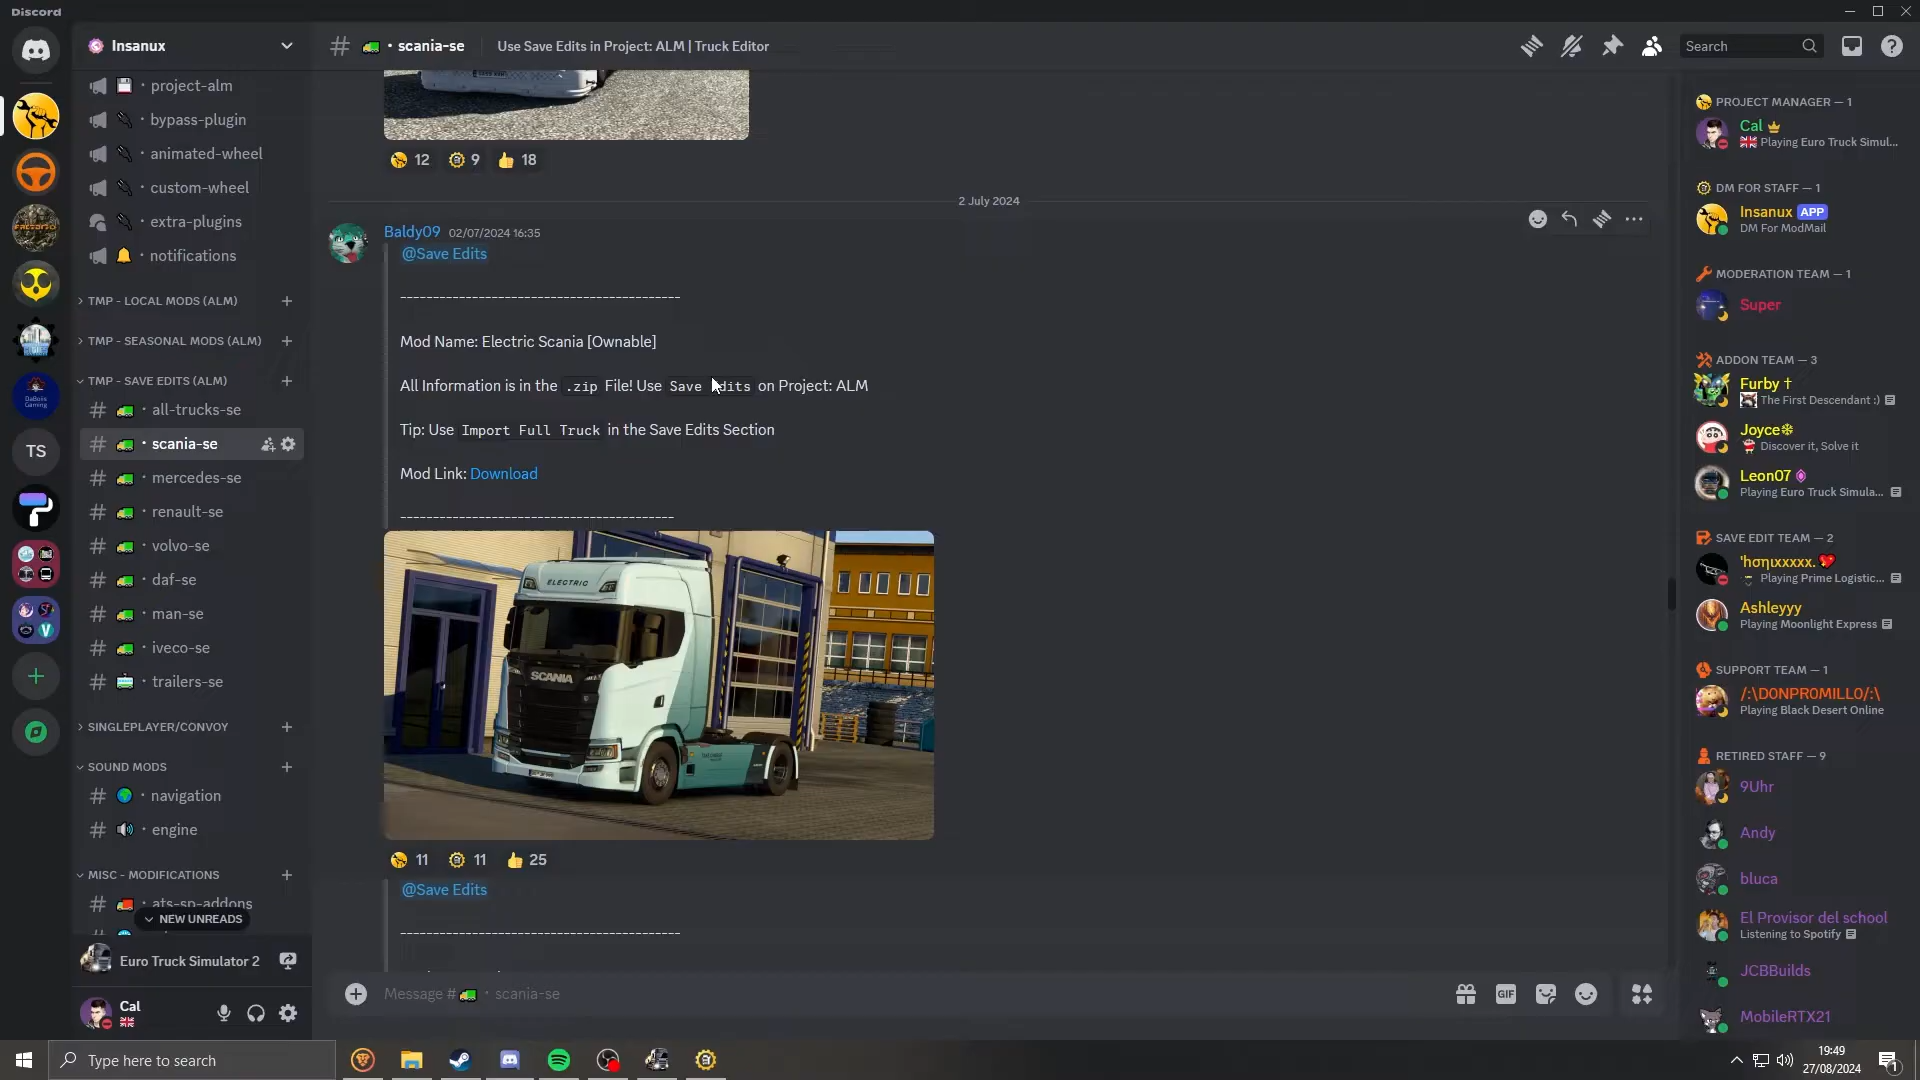 Discord
Insanux
project-alm
bypass-plugin
animated-wheel
custom-wheel
extra-plugins
notifications
TMP - LOCAL MODS (ALM)
TMP - SEASONAL MODS (ALM)
TMP - SAVE EDITS (ALM)
all-trucks-se
scania-se
mercedes-se
renault-se
volvo-se
daf-se
man-se
iveco-se
trailers-se
SINGLEPLAYER/CONVOY
SOUND MODS
navigation
engine
MISC - MODIFICATIONS
ats-sp-addons
NEW UNREADS
Euro Truck Simulator 2
Cal
TS
scania-se
Use Save Edits in Project: ALM | Truck Editor
Search
12 9 18
2 July 2024
Baldy09 02/07/2024 16:35
@Save Edits
-------------------------------------------
Mod Name: Electric Scania [Ownable]
All Information is in the .zip File! Use Save Edits on Project: ALM
Tip: Use Import Full Truck in the Save Edits Section
Mod Link: Download
------------------------------------------
ELECTRIC
SCANIA
11 11 25
@Save Edits
-------------------------------------------
Message # · scania-se
GIF
PROJECT MANAGER — 1
Cal
Playing Euro Truck Simul...
DM FOR STAFF — 1
Insanux APP
DM For ModMail
MODERATION TEAM — 1
Super
ADDON TEAM — 3
Furby †
The First Descendant :)
Joyce❄
Discover it, Solve it
Leon07
Playing Euro Truck Simula...
SAVE EDIT TEAM — 2
'hσηιxxxxx.
Playing Prime Logistic...
Ashleyyy
Playing Moonlight Express
SUPPORT TEAM — 1
/:\D0NPR0MILL0/:\
Playing Black Desert Online
RETIRED STAFF — 9
9Uhr
Andy
bluca
El Provisor del school
Listening to Spotify
JCBBuilds
MobileRTX21
Type here to search
19:49
27/08/2024
1